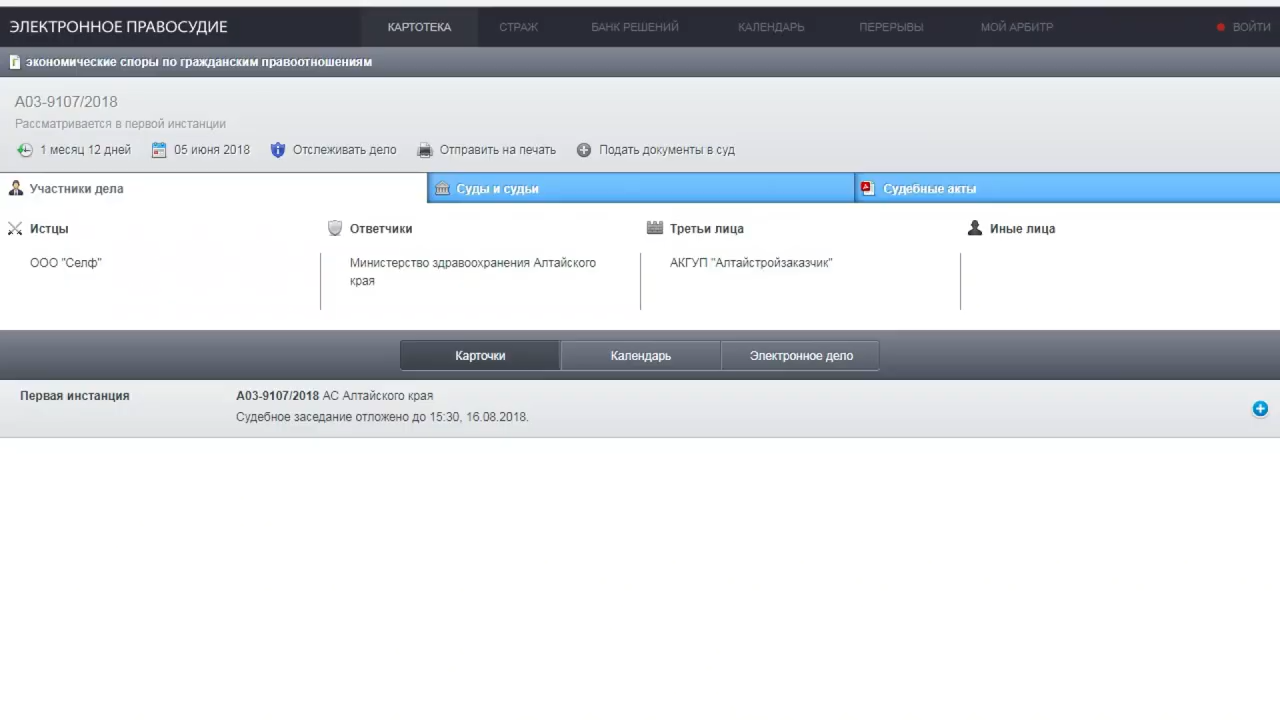 ЭЛЕКТРОННОЕ ПРАВОСУДИЕ КАРТОТЕКА СТРАЖ БАНК РЕШЕНИЙ КАЛЕНДАРЬ ПЕРЕРЫВЫ МОЙ АРБИТР ВОЙТИ
г экономические споры по гражданским правоотношениям
А03-9107/2018
Рассматривается в первой инстанции
1 месяц 12 дней 05 июня 2018 Отслеживать дело Отправить на печать Подать документы в суд
Участники дела Суды и судьи Судебные акты
Истцы Ответчики Третьи лица Иные лица
ООО "Селф" Министерство здравоохранения Алтайского АКГУП "Алтайстройзаказчик"
края
Карточки Календарь Электронное дело
Первая инстанция А03-9107/2018 АС Алтайского края
Судебное заседание отложено до 15:30, 16.08.2018.